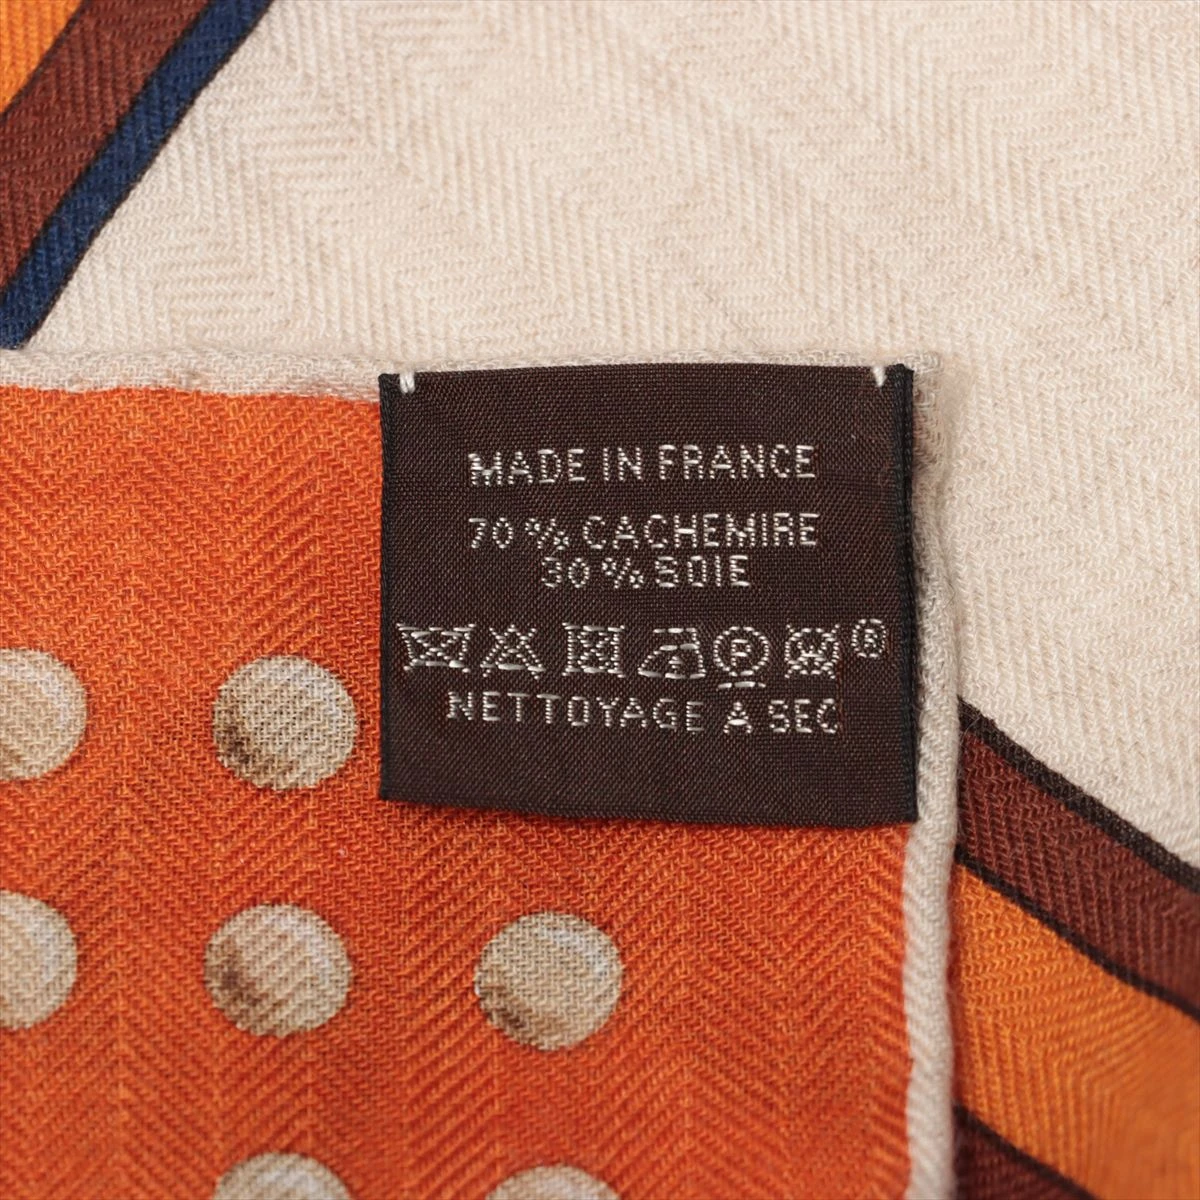 MADE IN FRANCE
70 % CACHEMIRE
30 % SOIE
P ®
NETTOYAGE A SEC